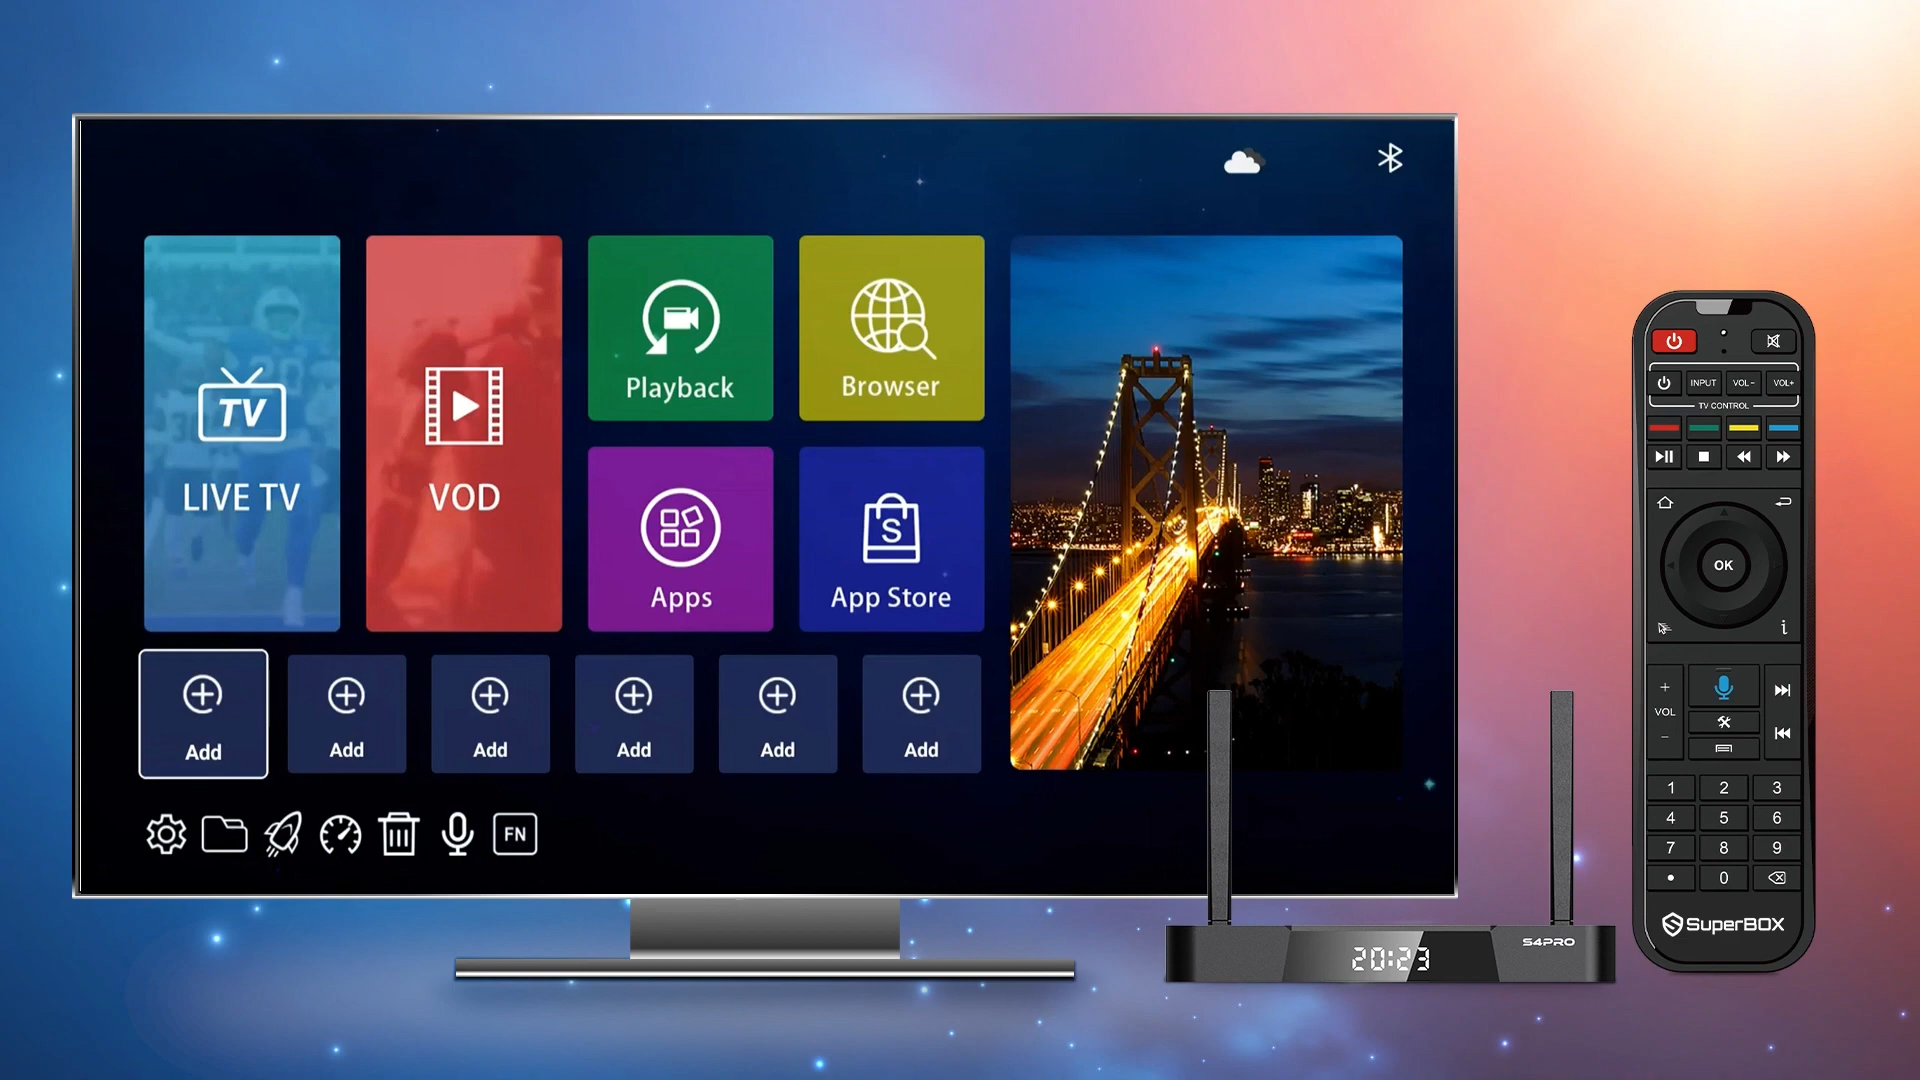 TV
LIVE TV
VOD
Playback
Browser
Apps
S
App Store
Add
Add
Add
Add
Add
Add
FN
20:23
S4PRO
INPUT
VOL-
VOL+
TV CONTROL
OK
i
+
VOL
-
1 2 3
4 5 6
7 8 9
• 0
SuperBOX